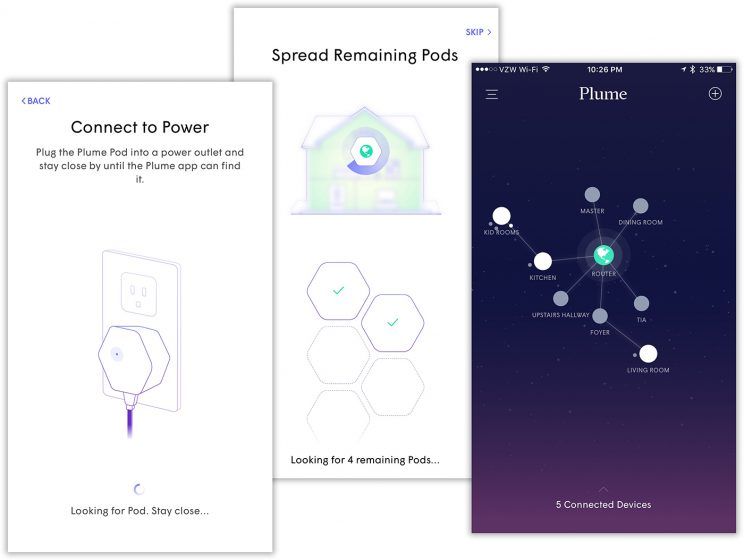 BACK
Connect to Power
Plug the Plume Pod into a power outlet and
stay close by until the Plume app can find
it.
Looking for Pod. Stay close...
SKIP
Spread Remaining Pods
Looking for 4 remaining Pods...
VZW Wi-Fi 10:26 PM 33%
Plume
MASTER
DINING ROOM
KID ROOMS
KITCHEN
ROUTER
UPSTAIRS HALLWAY
TIA
FOYER
LIVING ROOM
5 Connected Devices